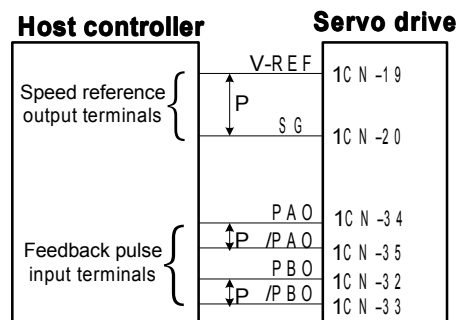 Host controller
Servo drive
Speed reference
output terminals
V-REF
1CN-19
P
SG
1CN-20
Feedback pulse
input terminals
PAO
1CN-34
P
/PAO
1CN-35
PBO
1CN-32
P
/PBO
1CN-33